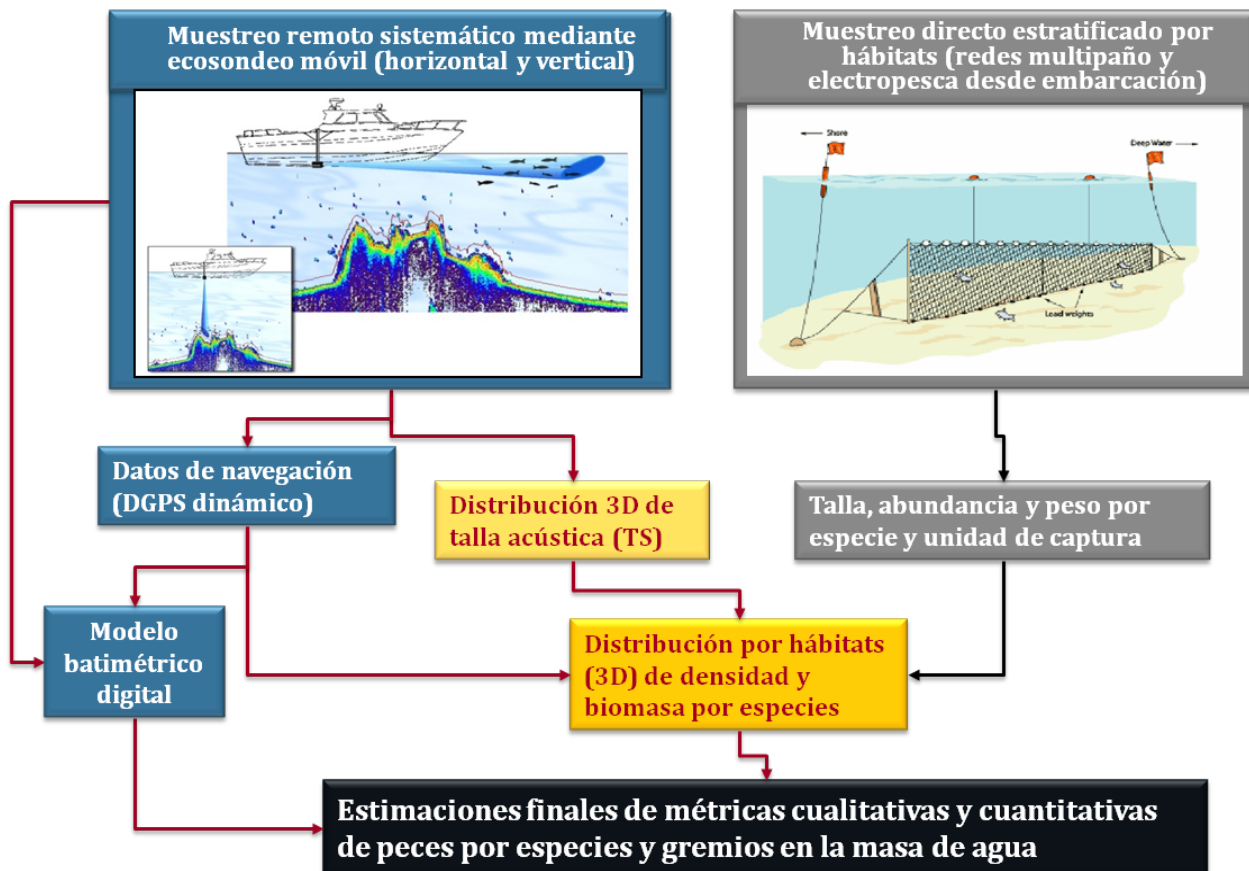 Muestreo remoto sistemático mediante
ecosondeo móvil (horizontal y vertical)
Muestreo directo estratificado por
hábitats (redes multipaño y
electropesca desde embarcación)
Shore
Deep Water
Lead weights
Datos de navegación
(DGPS dinámico)
Distribución 3D de
talla acústica (TS)
Talla, abundancia y peso por
especie y unidad de captura
Modelo
batimétrico
digital
Distribución por hábitats
(3D) de densidad y
biomasa por especies
Estimaciones finales de métricas cualitativas y cuantitativas
de peces por especies y gremios en la masa de agua